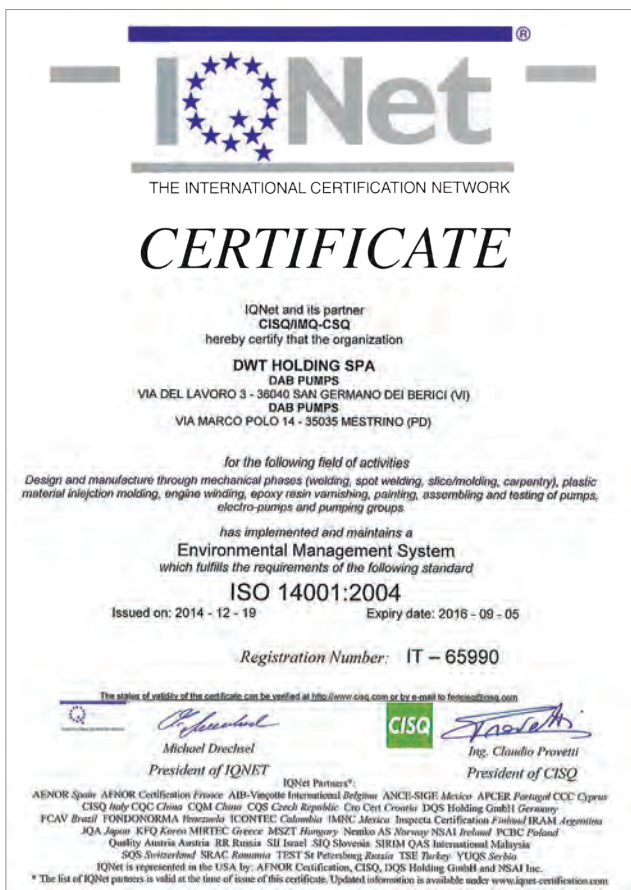 IQNet ®
THE INTERNATIONAL CERTIFICATION NETWORK
CERTIFICATE
IQNet and its partner
CISQ/IMQ-CSQ
hereby certify that the organization
DWT HOLDING SPA
DAB PUMPS
VIA DEL LAVORO 3 - 36040 SAN GERMANO DEI BERICI (VI)
DAB PUMPS
VIA MARCO POLO 14 - 35035 MESTRINO (PD)
for the following field of activities
Design and manufacture through mechanical phases (welding, spot welding, slice/molding, carpentry), plastic
material iniejction molding, engine winding, epoxy resin varnishing, painting, assembling and testing of pumps,
electro-pumps and pumping groups
has implemented and maintains a
Environmental Management System
which fulfills the requirements of the following standard
ISO 14001:2004
Issued on: 2014 - 12 - 19 Expiry date: 2016 - 09 - 05
Registration Number: IT – 65990
The status of validity of the certificate can be verified at http://www.cisq.com or by e-mail to fedcisq@cisq.com
CISQ
Michael Drechsel Ing. Claudio Provetti
President of IQNET President of CISQ
IQNet Partners*:
AENOR Spain AFNOR Certification France AIB-Vinçotte International Belgium ANCE-SIGE Mexico APCER Portugal CCC Cyprus
CISQ Italy CQC China CQM China CQS Czech Republic Cro Cert Croatia DQS Holding GmbH Germany
FCAV Brazil FONDONORMA Venezuela ICONTEC Colombia IMNC Mexico Inspecta Certification Finland IRAM Argentina
JQA Japan KFQ Korea MIRTEC Greece MSZT Hungary Nemko AS Norway NSAI Ireland PCBC Poland
Quality Austria Austria RR Russia SII Israel SIQ Slovenia SIRIM QAS International Malaysia
SQS Switzerland SRAC Romania TEST St Petersburg Russia TSE Turkey YUQS Serbia
IQNet is represented in the USA by: AFNOR Certification, CISQ, DQS Holding GmbH and NSAI Inc.
* The list of IQNet partners is valid at the time of issue of this certificate. Updated information is available under www.iqnet-certification.com